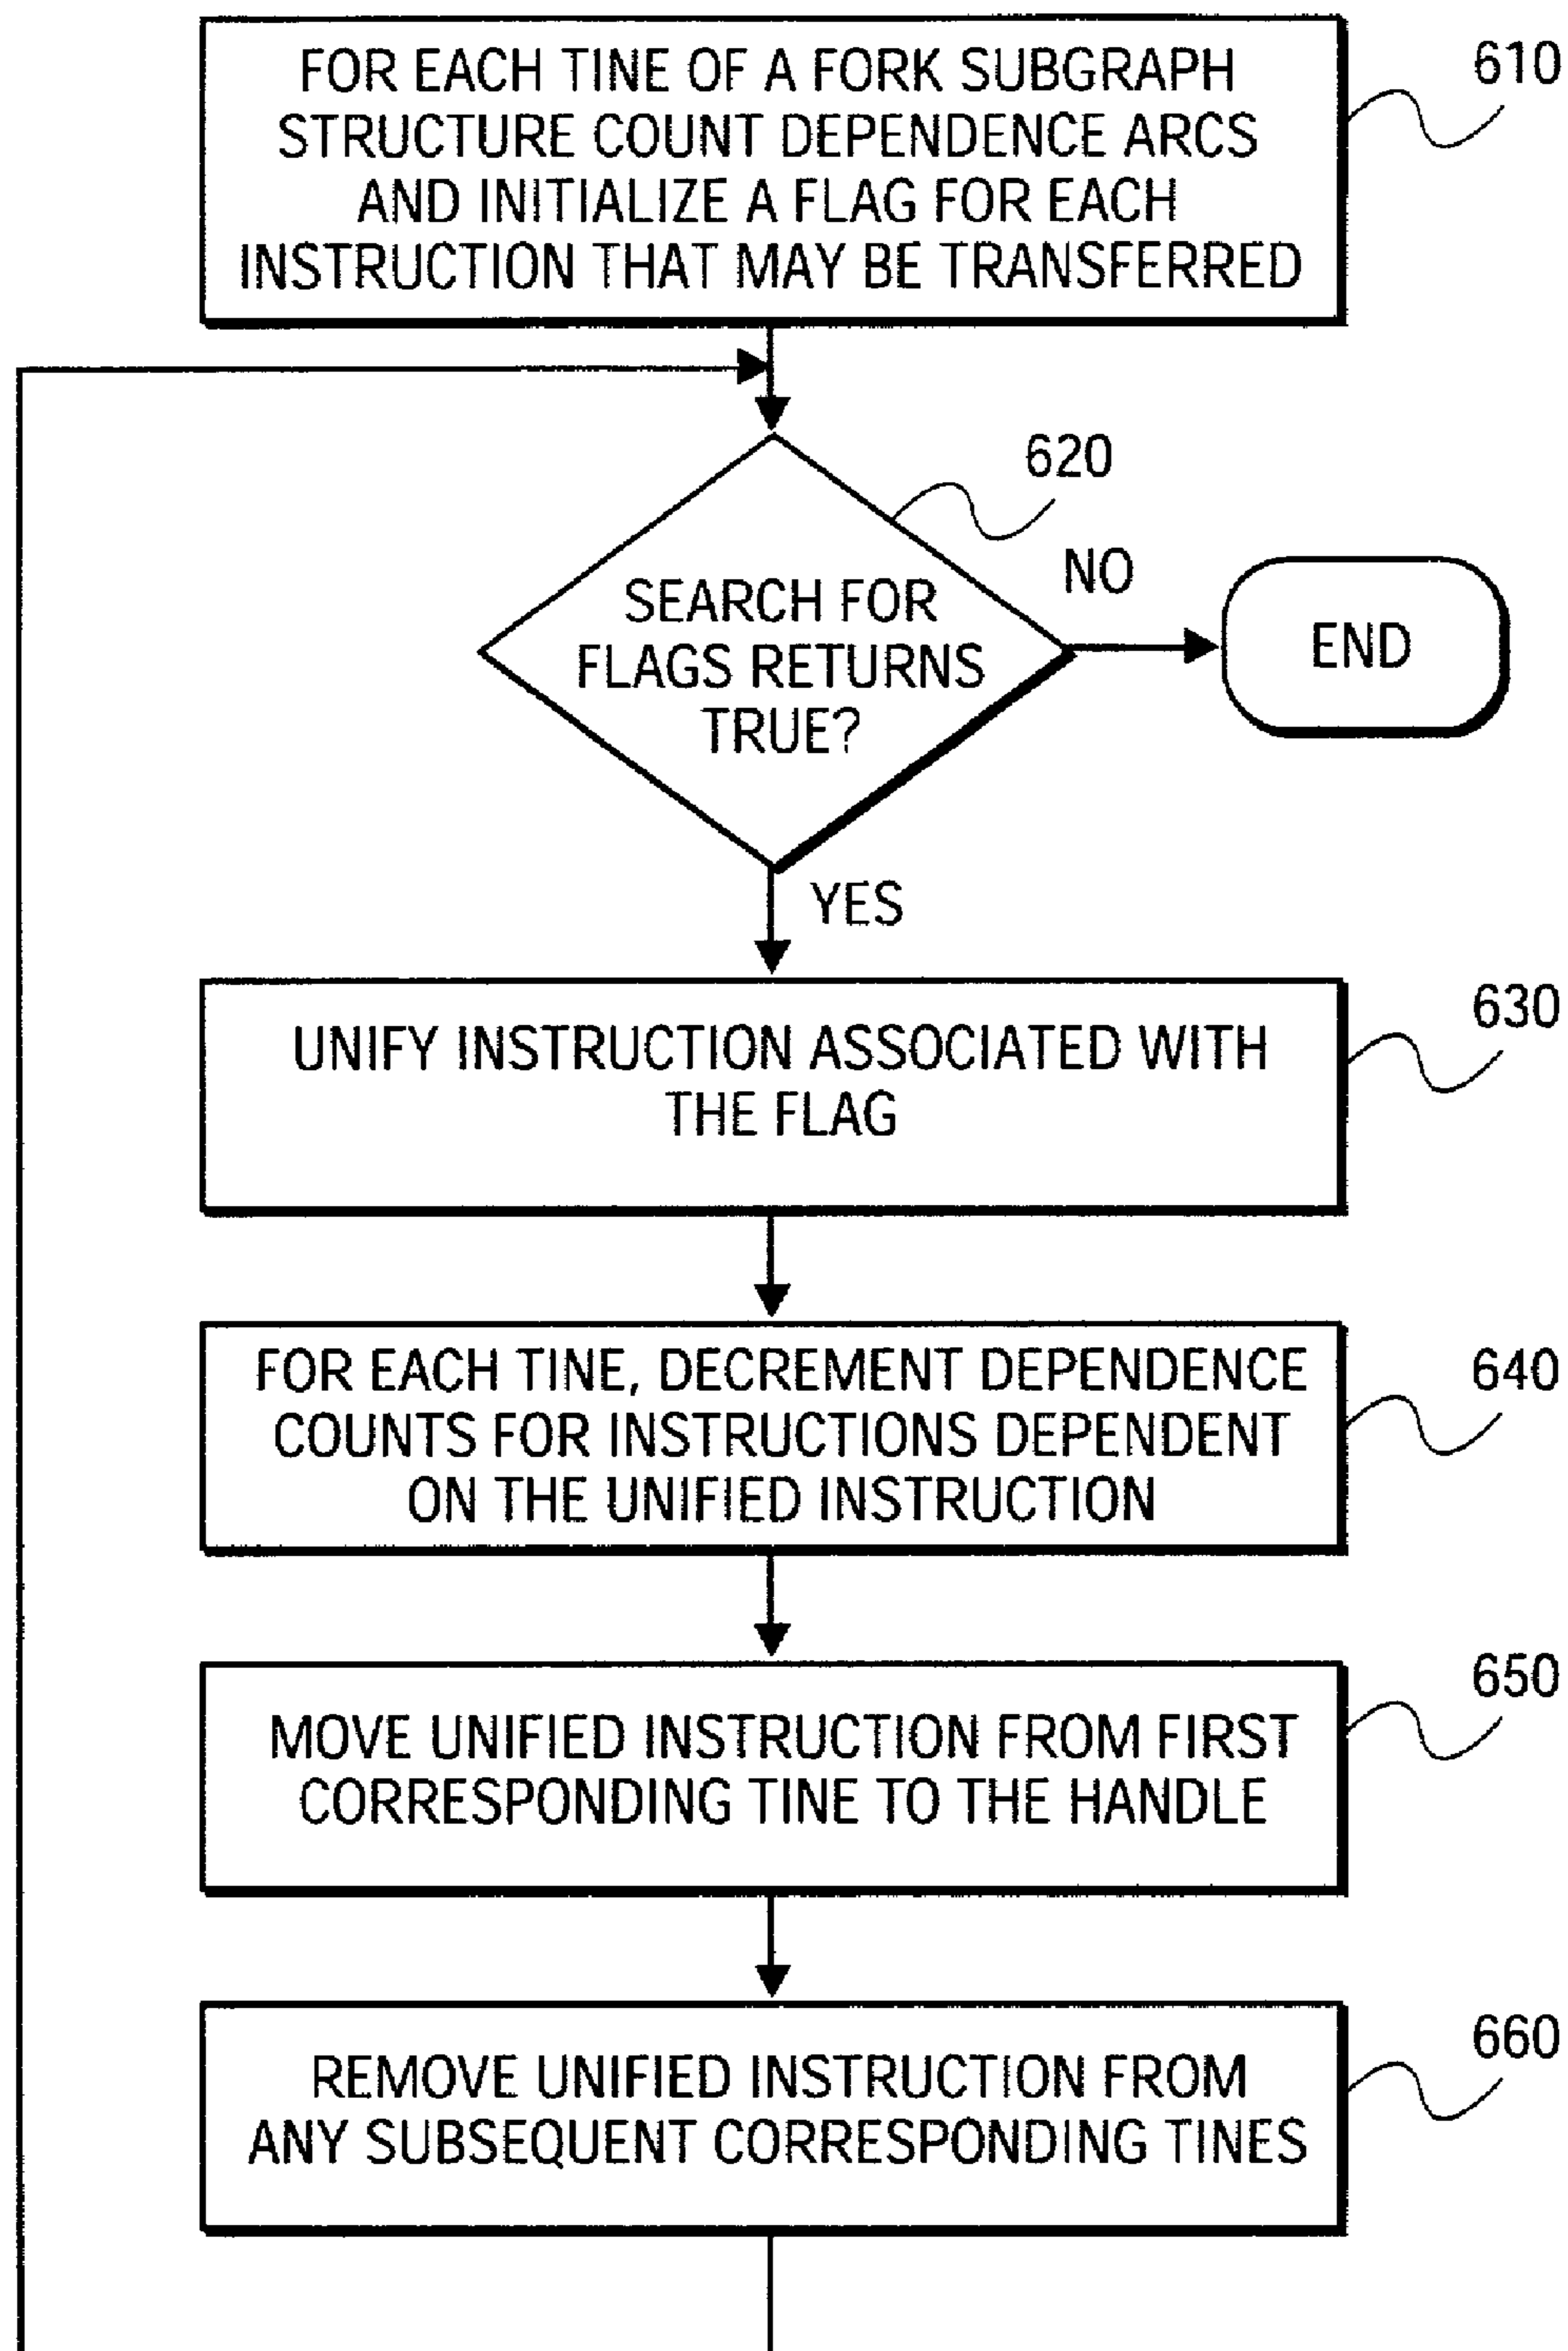 FOR EACH TINE OF A FORK SUBGRAPH
STRUCTURE COUNT DEPENDENCE ARCS
AND INITIALIZE A FLAG FOR EACH
INSTRUCTION THAT MAY BE TRANSFERRED
610
620
SEARCH FOR
FLAGS RETURNS
TRUE?
NO
END
YES
UNIFY INSTRUCTION ASSOCIATED WITH
THE FLAG
630
FOR EACH TINE, DECREMENT DEPENDENCE
COUNTS FOR INSTRUCTIONS DEPENDENT
ON THE UNIFIED INSTRUCTION
640
MOVE UNIFIED INSTRUCTION FROM FIRST
CORRESPONDING TINE TO THE HANDLE
650
REMOVE UNIFIED INSTRUCTION FROM
ANY SUBSEQUENT CORRESPONDING TINES
660